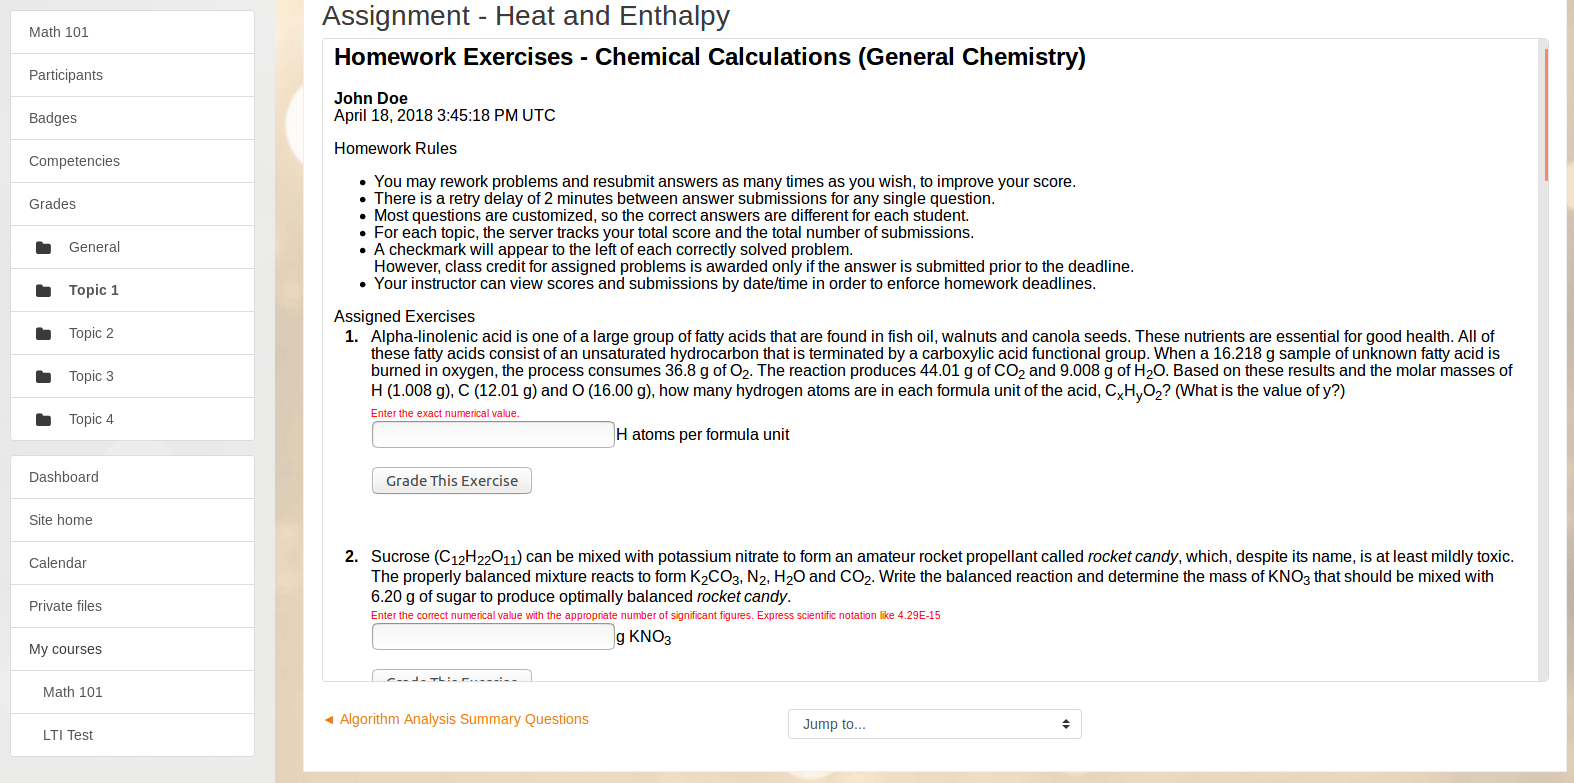 Math 101
Participants
Badges
Competencies
Grades
General
Topic 1
Topic 2
Topic 3
Topic 4
Dashboard
Site home
Calendar
Private files
My courses
Math 101
LTI Test
Assignment - Heat and Enthalpy
Homework Exercises - Chemical Calculations (General Chemistry)
John Doe
April 18, 2018 3:45:18 PM UTC
Homework Rules
• You may rework problems and resubmit answers as many times as you wish, to improve your score.
• There is a retry delay of 2 minutes between answer submissions for any single question.
• Most questions are customized, so the correct answers are different for each student.
• For each topic, the server tracks your total score and the total number of submissions.
• A checkmark will appear to the left of each correctly solved problem.
However, class credit for assigned problems is awarded only if the answer is submitted prior to the deadline.
• Your instructor can view scores and submissions by date/time in order to enforce homework deadlines.
Assigned Exercises
1. Alpha-linolenic acid is one of a large group of fatty acids that are found in fish oil, walnuts and canola seeds. These nutrients are essential for good health. All of
these fatty acids consist of an unsaturated hydrocarbon that is terminated by a carboxylic acid functional group. When a 16.218 g sample of unknown fatty acid is
burned in oxygen, the process consumes 36.8 g of O₂. The reaction produces 44.01 g of CO₂ and 9.008 g of H₂O. Based on these results and the molar masses of
H (1.008 g), C (12.01 g) and O (16.00 g), how many hydrogen atoms are in each formula unit of the acid, CxHyO₂? (What is the value of y?)
Enter the exact numerical value.
H atoms per formula unit
Grade This Exercise
2. Sucrose (C₁₂H₂₂O₁₁) can be mixed with potassium nitrate to form an amateur rocket propellant called rocket candy, which, despite its name, is at least mildly toxic.
The properly balanced mixture reacts to form K₂CO₃, N₂, H₂O and CO₂. Write the balanced reaction and determine the mass of KNO₃ that should be mixed with
6.20 g of sugar to produce optimally balanced rocket candy.
Enter the correct numerical value with the appropriate number of significant figures. Express scientific notation like 4.29E-15
g KNO₃
Grade This Exercise
◄ Algorithm Analysis Summary Questions
Jump to...